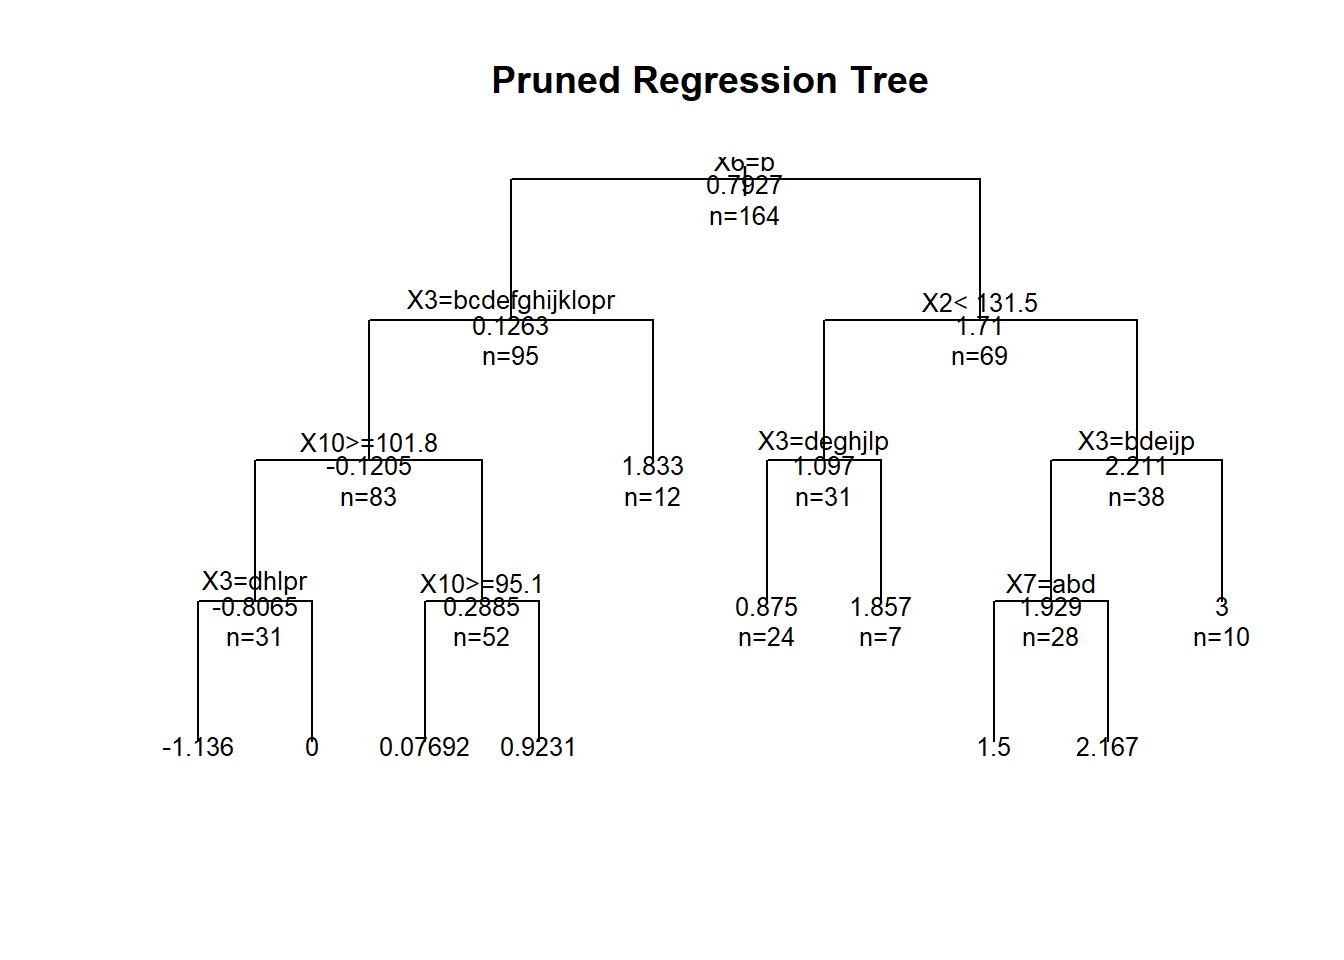 Pruned Regression Tree
X6=b
0.7927
n=164
X3=bcdefghijklopr
0.1263
n=95
X2< 131.5
1.71
n=69
X10>=101.8
-0.1205
n=83
1.833
n=12
X3=deghjlp
1.097
n=31
X3=bdeijp
2.211
n=38
X3=dhlpr
-0.8065
n=31
X10>=95.1
0.2885
n=52
0.875
n=24
1.857
n=7
X7=abd
1.929
n=28
3
n=10
-1.136
0
0.07692
0.9231
1.5
2.167